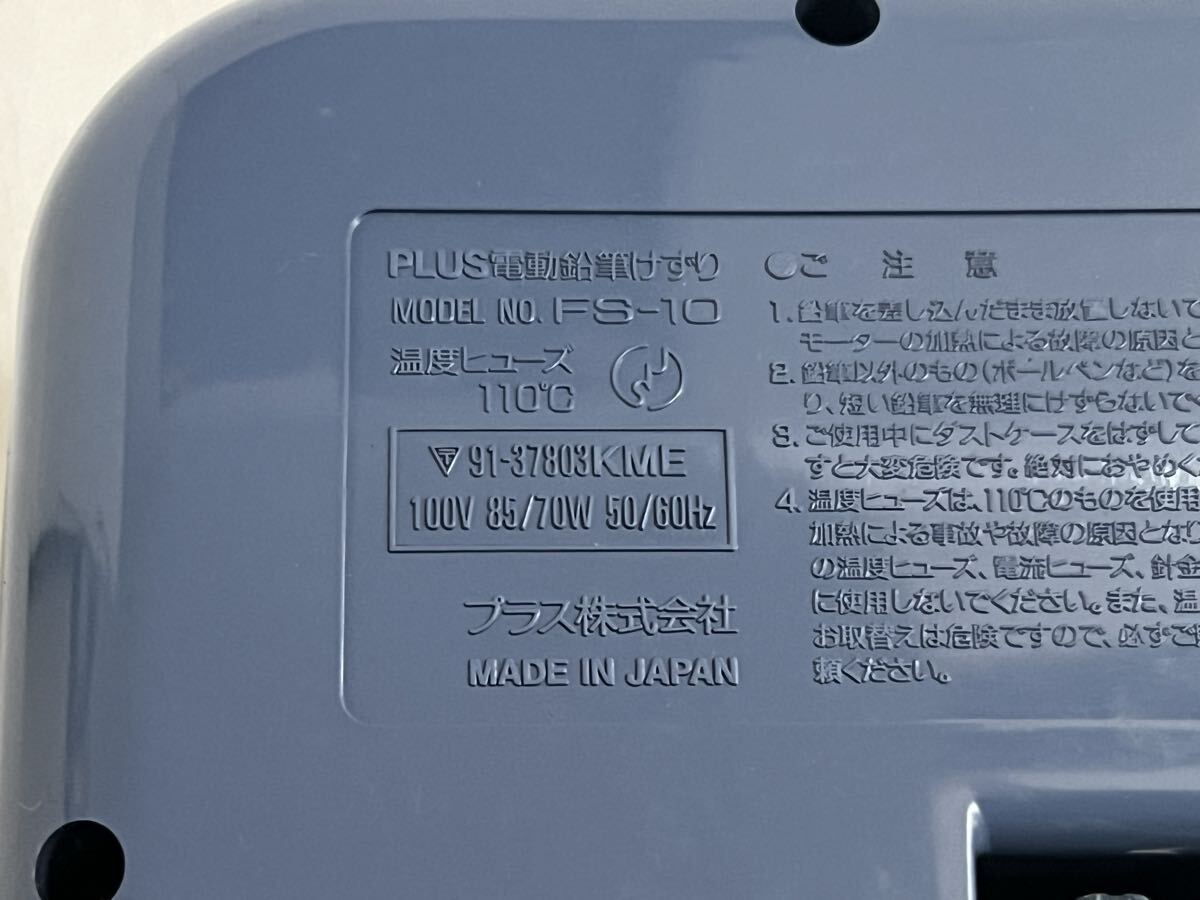 PLUS電動鉛筆けずり
MODEL NO. FS-10
温度ヒューズ
110℃
91-37803KME
100V 85/70W 50/60Hz
プラス株式会社
MADE IN JAPAN
●ご注意
1. 鉛筆を差し込んだまま放置しないで
モーターの加熱による故障の原因と
2. 鉛筆以外のもの(ボールペンなど)を
り、短い鉛筆を無理にけずらないで
3. ご使用中にダストケースをはずして
すと大変危険です。絶対におやめく
4. 温度ヒューズは、110℃のものを使用
加熱による事故や故障の原因となり
の温度ヒューズ、電流ヒューズ、針金
に使用しないでください。また、温
お取替えは危険ですので、必ずご
頼ください。